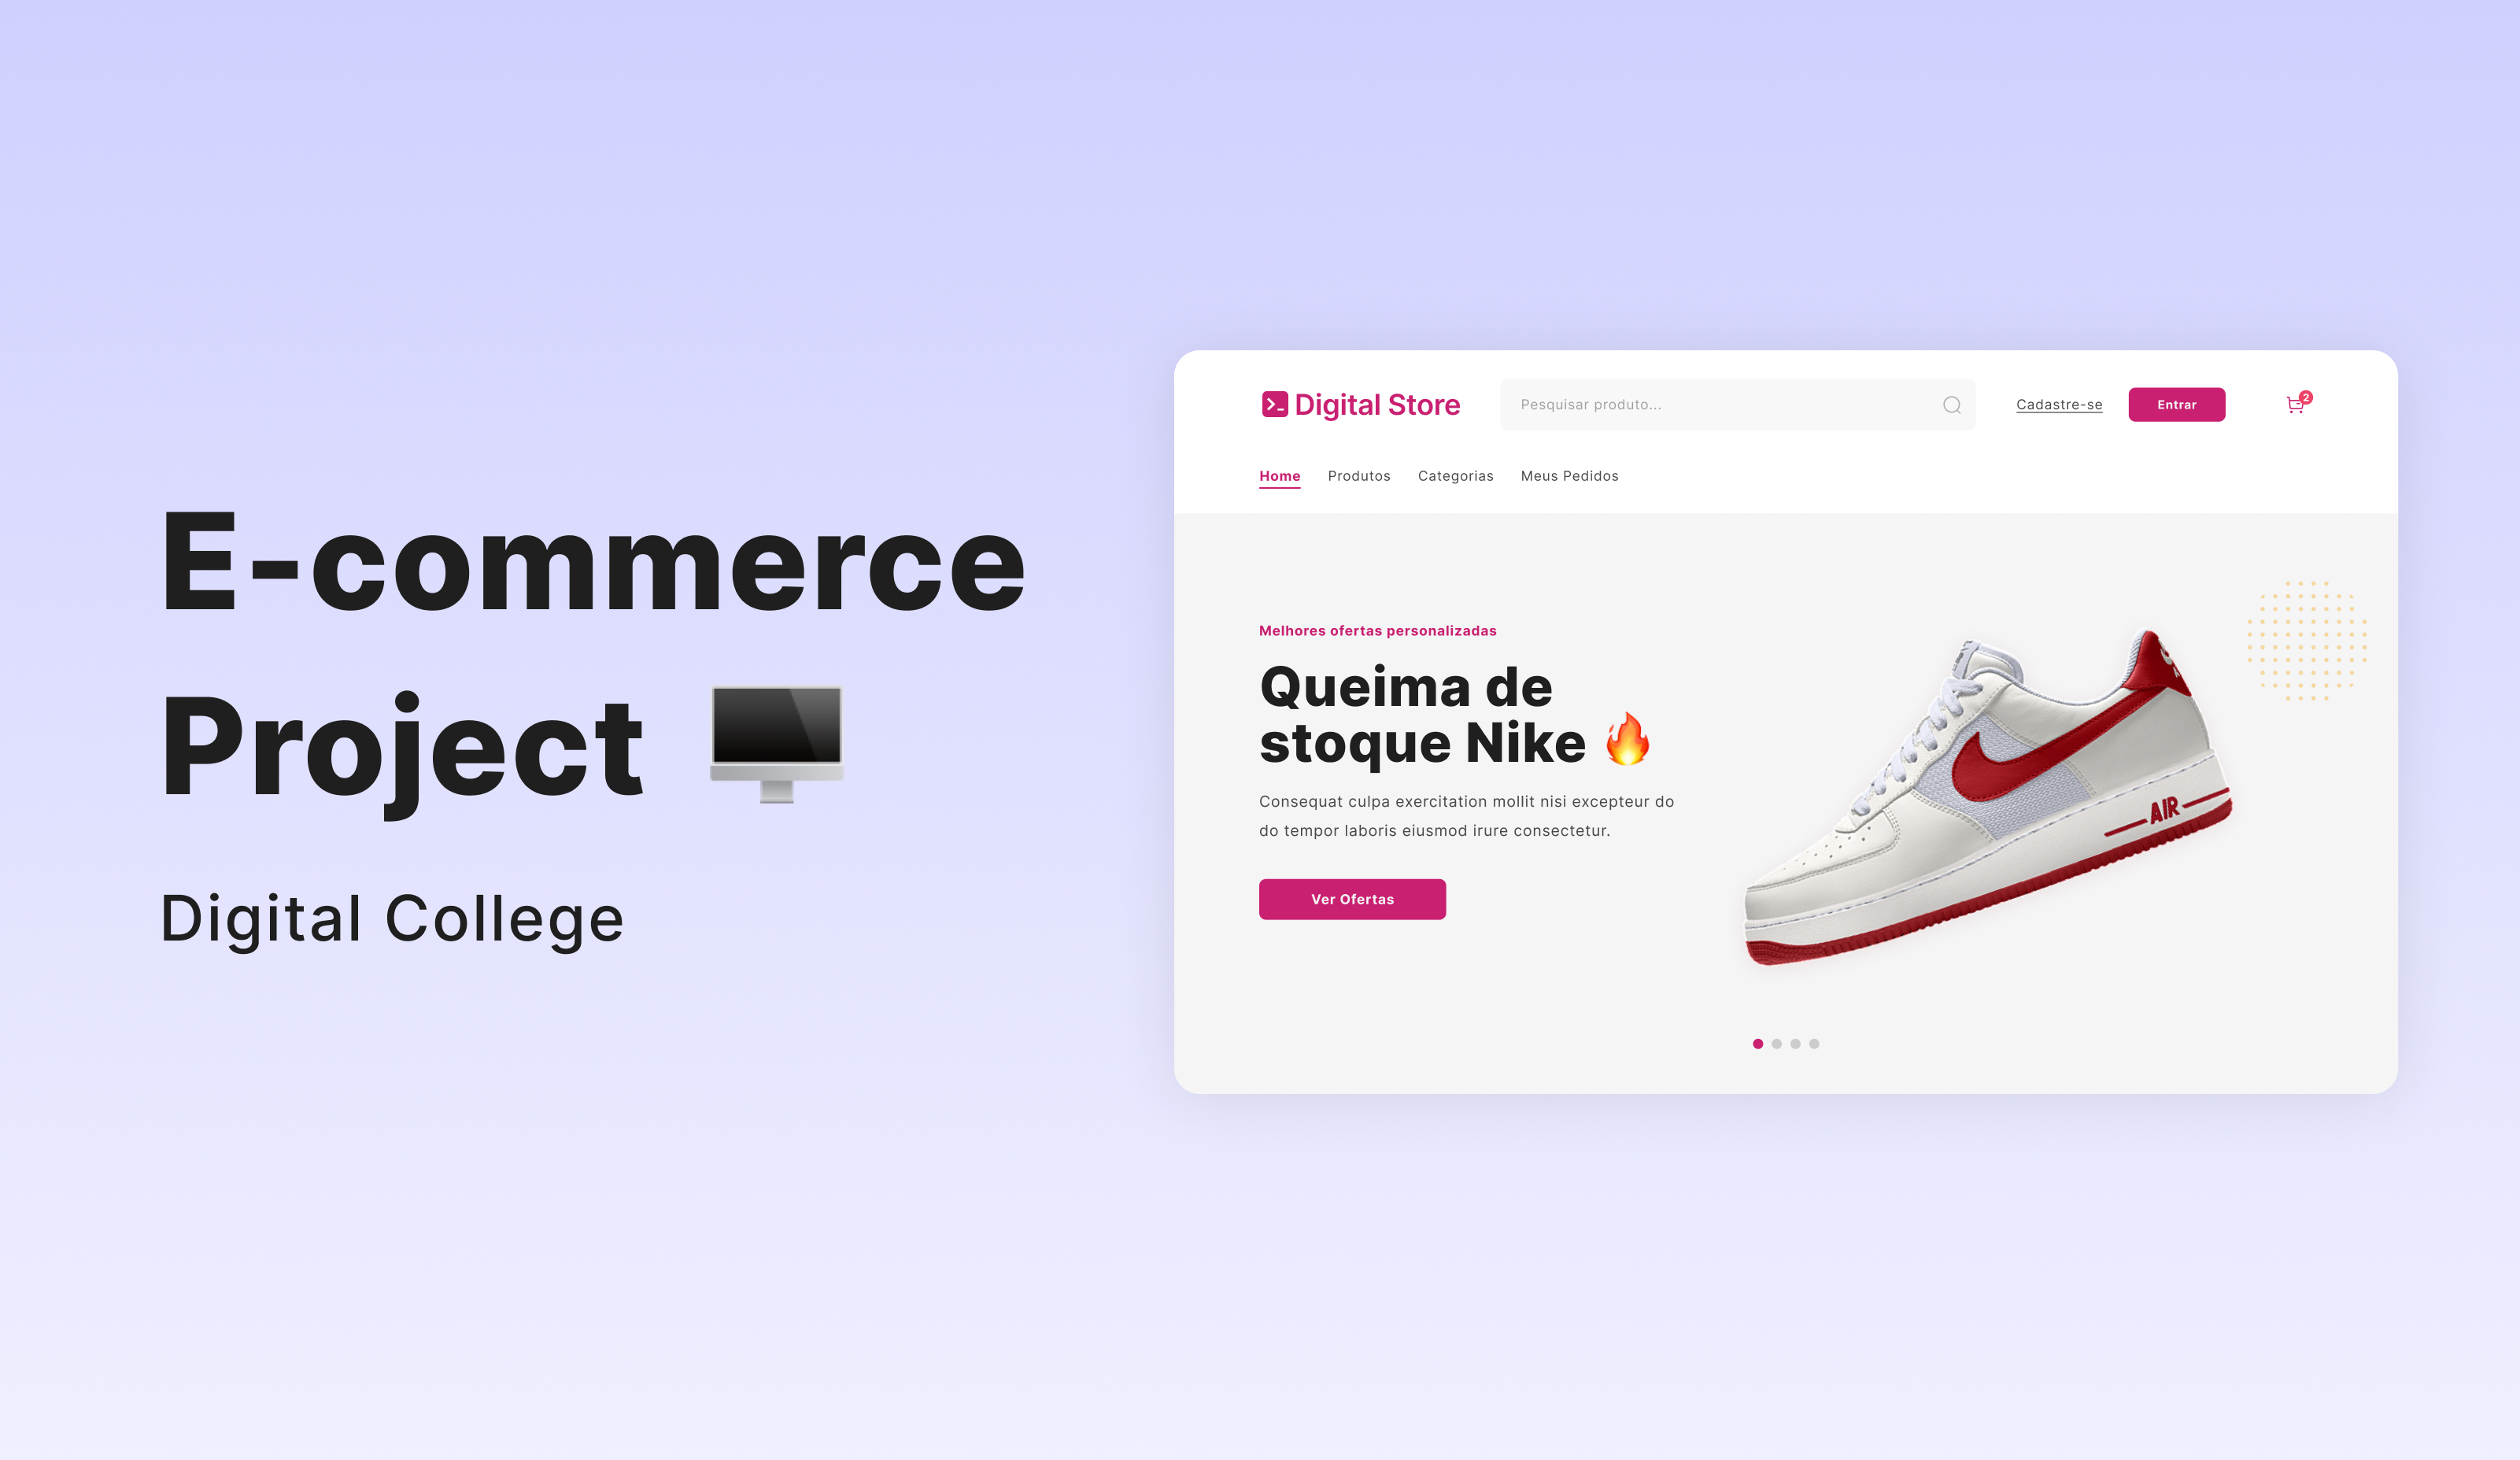 E-commerce
Project
Digital College
Digital Store
Pesquisar produto...
Cadastre-se
Entrar
2
Home
Produtos
Categorias
Meus Pedidos
Melhores ofertas personalizadas
Queima de
stoque Nike 🔥
Consequat culpa exercitation mollit nisi excepteur do
do tempor laboris eiusmod irure consectetur.
Ver Ofertas
AIR